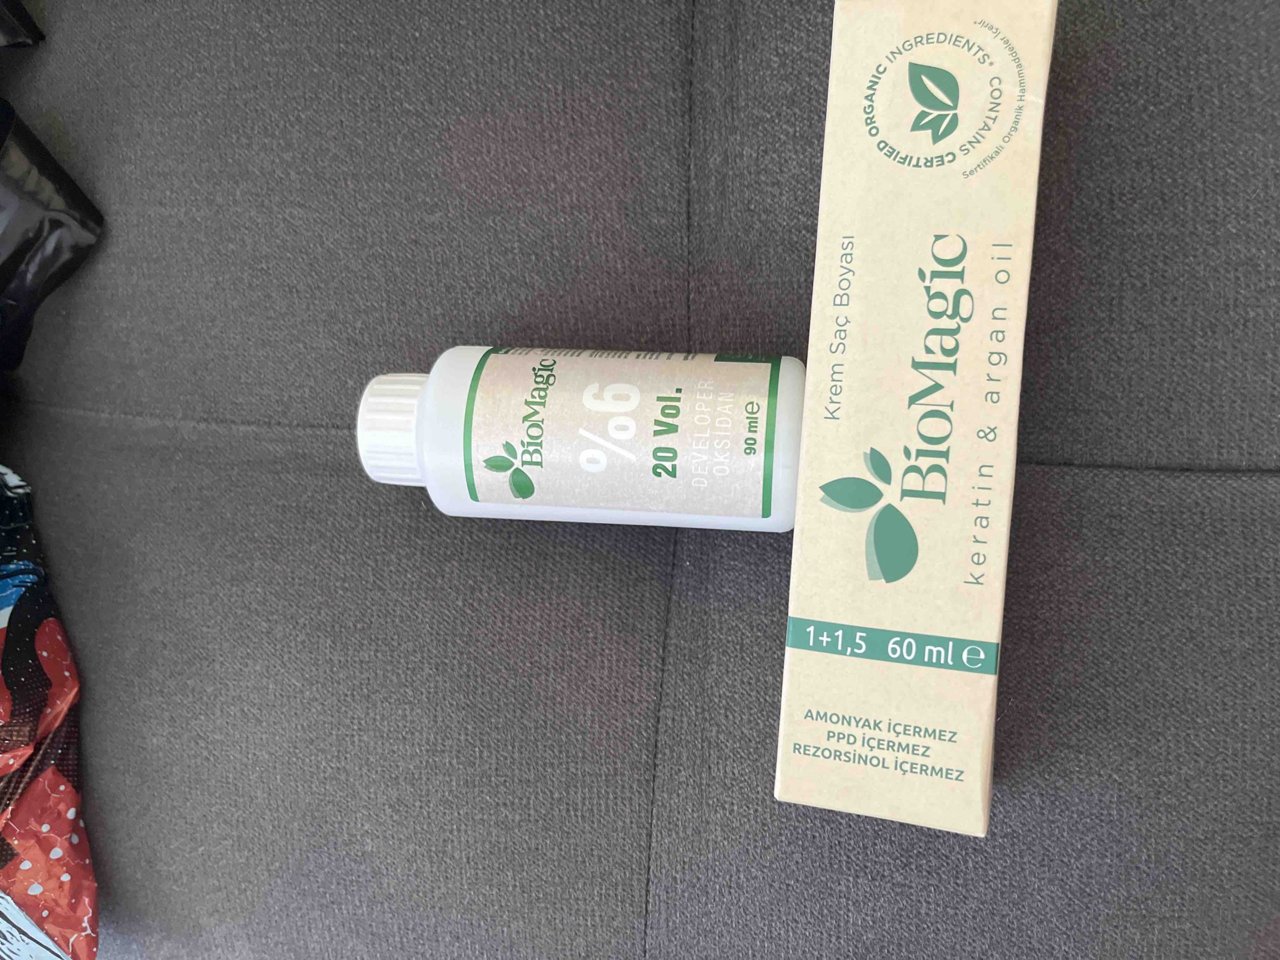 BioMagic
%6
20 Vol.
DEVELOPER
OKSİDAN
90 ml e
CERTIFIED ORGANIC INGREDIENTS* CONTAINS
Sertifikalı Organik Hammaddeler İçerir*
Krem Saç Boyası
BioMagic
keratin & argan oil
1+1,5 60 ml e
AMONYAK İÇERMEZ
PPD İÇERMEZ
REZORSİNOL İÇERMEZ